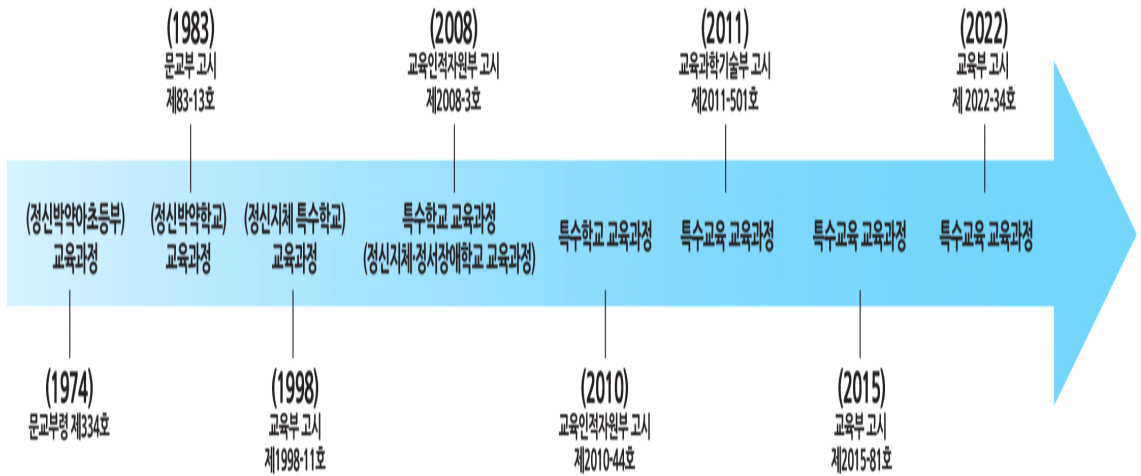 (1983)
문교부 고시
제83-13호
(2008)
교육인적자원부 고시
제2008-3호
(2011)
교육과학기술부 고시
제2011-501호
(2022)
교육부 고시
제 2022-34호
(정신박약아초등부)
교육과정
(정신박약학교)
교육과정
(정신지체 특수학교)
교육과정
특수학교 교육과정
(정신지체·정서장애학교 교육과정)
특수학교 교육과정
특수교육 교육과정
특수교육 교육과정
특수교육 교육과정
(1974)
문교부령 제334호
(1998)
교육부 고시
제1998-11호
(2010)
교육인적자원부 고시
제2010-44호
(2015)
교육부 고시
제2015-81호